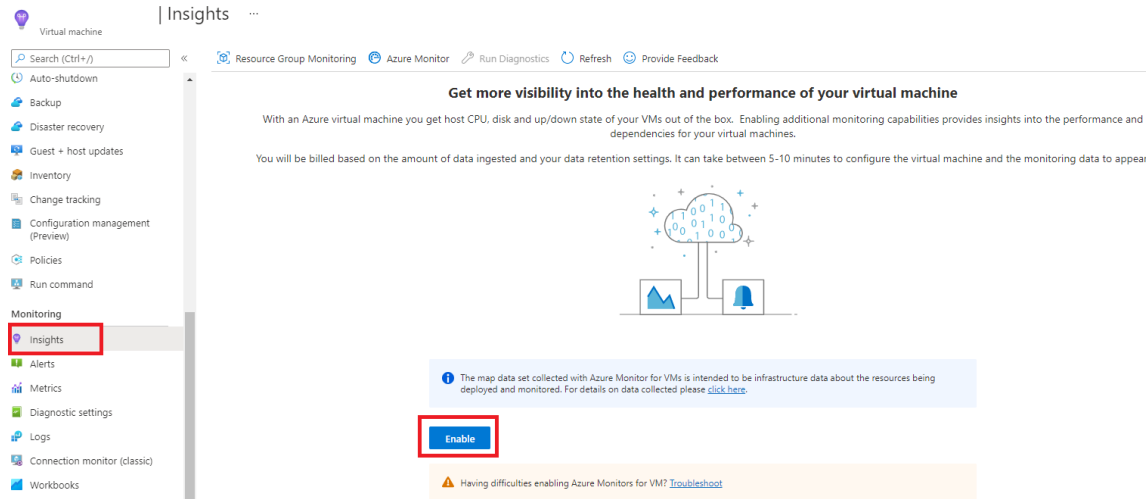 | Insights ...
Virtual machine
Search (Ctrl+/)
«
Resource Group Monitoring Azure Monitor Run Diagnostics Refresh Provide Feedback
Auto-shutdown
Backup
Disaster recovery
Guest + host updates
Inventory
Change tracking
Configuration management
(Preview)
Policies
Run command
Monitoring
Insights
Alerts
Metrics
Diagnostic settings
Logs
Connection monitor (classic)
Workbooks
Get more visibility into the health and performance of your virtual machine
With an Azure virtual machine you get host CPU, disk and up/down state of your VMs out of the box. Enabling additional monitoring capabilities provides insights into the performance and
dependencies for your virtual machines.
You will be billed based on the amount of data ingested and your data retention settings. It can take between 5-10 minutes to configure the virtual machine and the monitoring data to appear
The map data set collected with Azure Monitor for VMs is intended to be infrastructure data about the resources being
deployed and monitored. For details on data collected please click here.
Enable
Having difficulties enabling Azure Monitors for VM? Troubleshoot